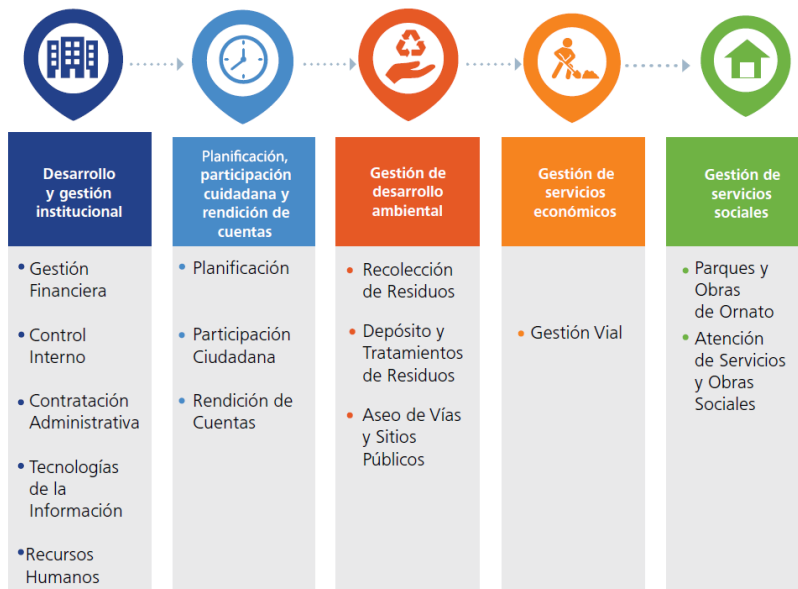 Desarrollo
y gestión
institucional
Gestión
Financiera
Control
Interno
Contratación
Administrativa
Tecnologías
de la
Información
Recursos
Humanos
Planificación,
participación
cuidadana y
rendición de
cuentas
Planificación
Participación
Ciudadana
Rendición de
Cuentas
Gestión de
desarrollo
ambiental
Recolección
de Residuos
Depósito y
Tratamientos
de Residuos
Aseo de Vías
y Sitios
Públicos
Gestión de
servicios
económicos
Gestión Vial
Gestión de
servicios
sociales
Parques y
Obras
de Ornato
Atención
de Servicios
y Obras
Sociales